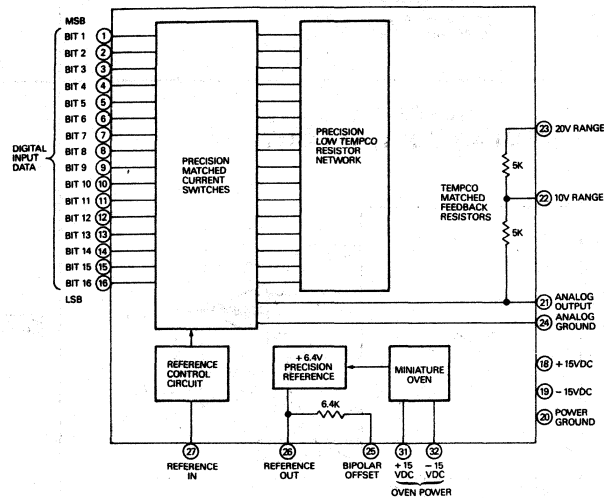 MSB
BIT 1 1
BIT 2 2
BIT 3 3
BIT 4 4
BIT 5 5
BIT 6 6
BIT 7 7
BIT 8 8
BIT 9 9
BIT 10 10
BIT 11 11
BIT 12 12
BIT 13 13
BIT 14 14
BIT 15 15
BIT 16 16
LSB
DIGITAL
INPUT
DATA
PRECISION
MATCHED
CURRENT
SWITCHES
PRECISION
LOW TEMPCO
RESISTOR
NETWORK
TEMPCO
MATCHED
FEEDBACK
RESISTORS
5K
5K
23 20V RANGE
22 10V RANGE
21 ANALOG
OUTPUT
24 ANALOG
GROUND
18 +15VDC
19 -15VDC
20 POWER
GROUND
REFERENCE
CONTROL
CIRCUIT
+6.4V
PRECISION
REFERENCE
MINIATURE
OVEN
6.4K
27
REFERENCE
IN
26
REFERENCE
OUT
25
BIPOLAR
OFFSET
31
+15
VDC
32
-15
VDC
OVEN POWER